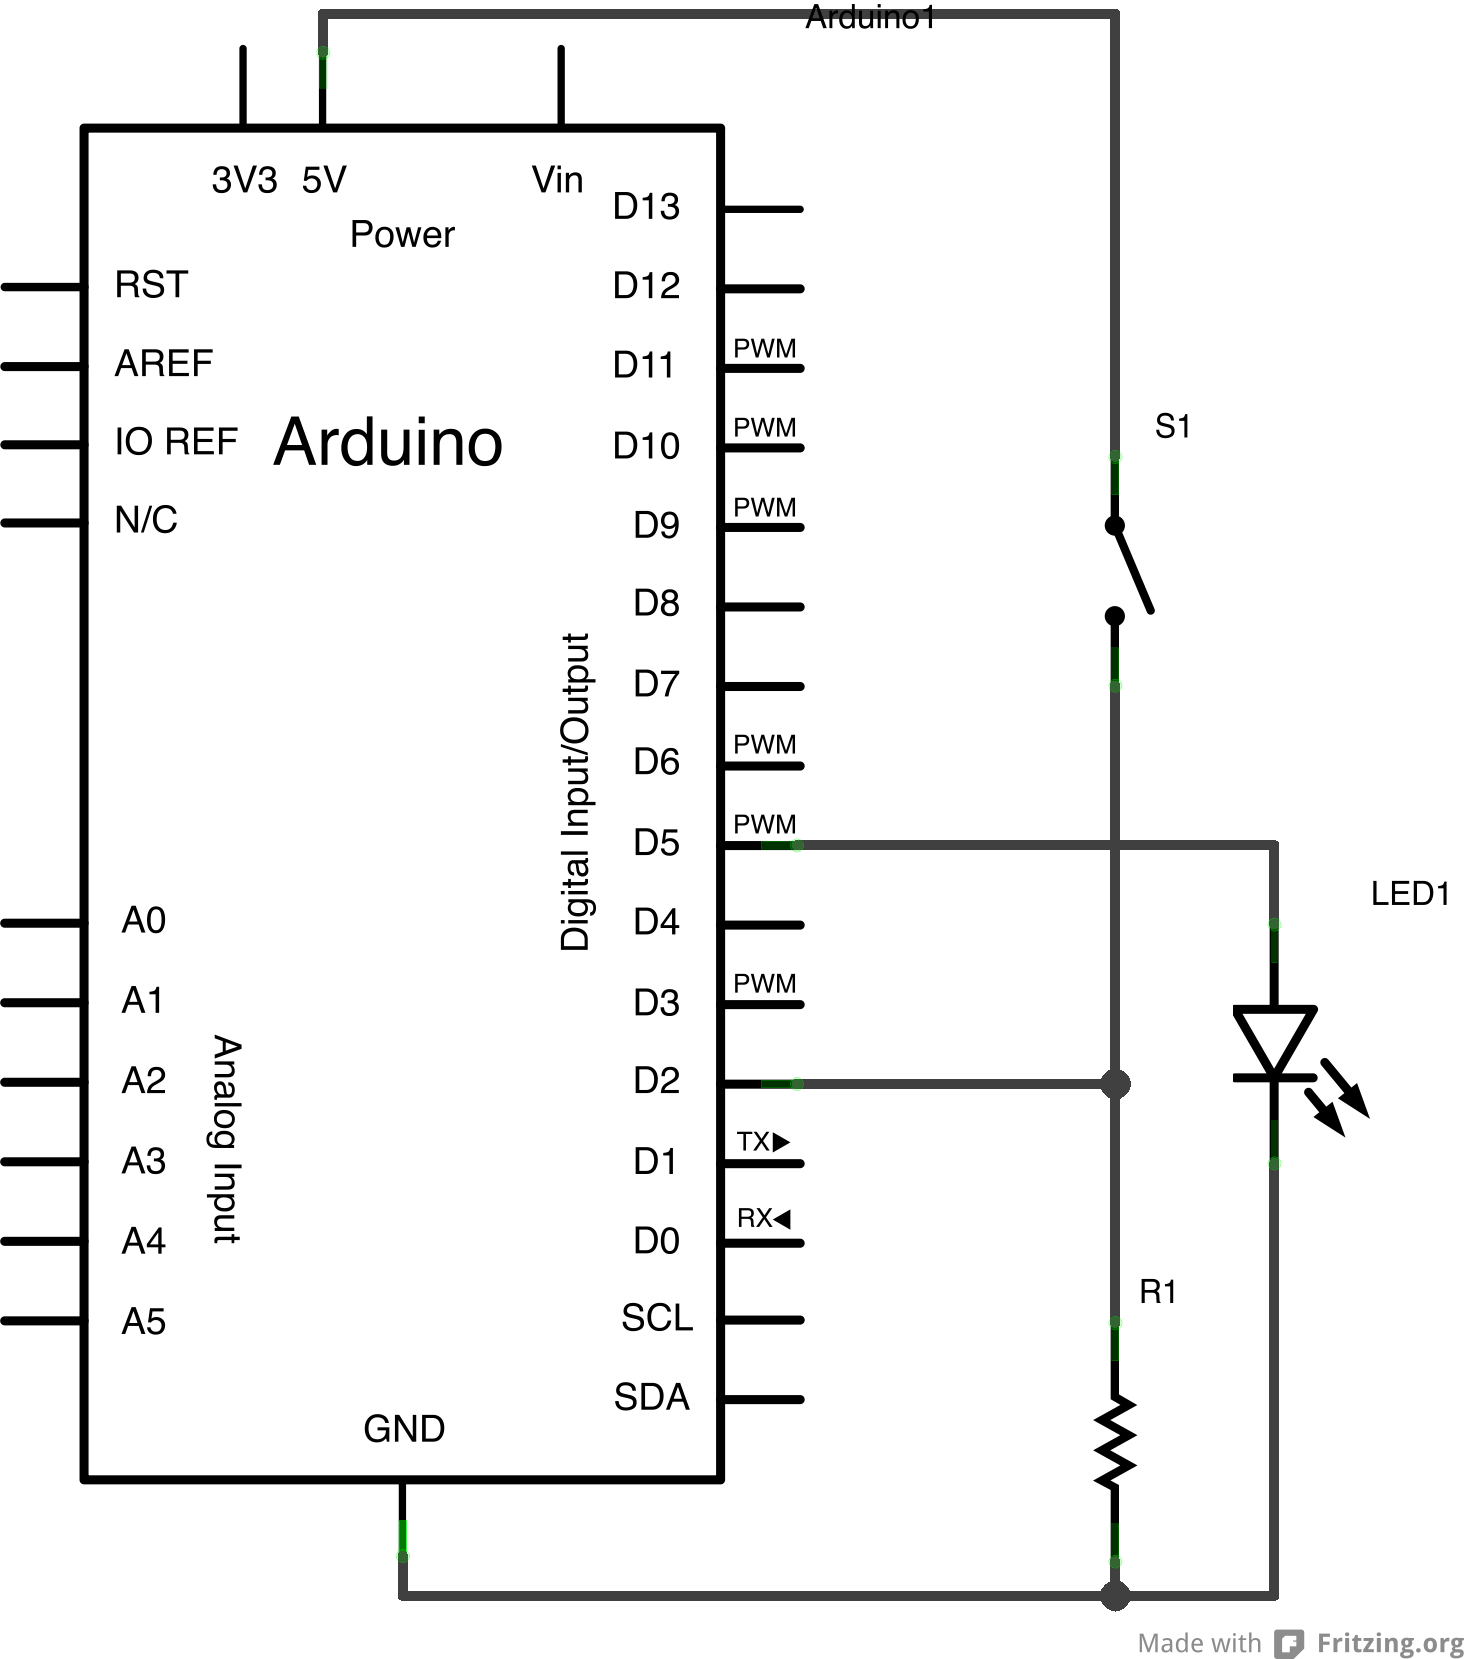 Arduino1
3V3 5V Vin
Power
D13
RST
D12
AREF
D11 PWM
IO REF
Arduino
D10 PWM
S1
N/C
D9 PWM
D8
Digital Input/Output
D7
D6 PWM
D5 PWM
LED1
A0
D4
A1
D3 PWM
Analog Input
A2
D2
A3
D1 TX
A4
D0 RX
R1
A5
SCL
SDA
GND
Made with Fritzing.org